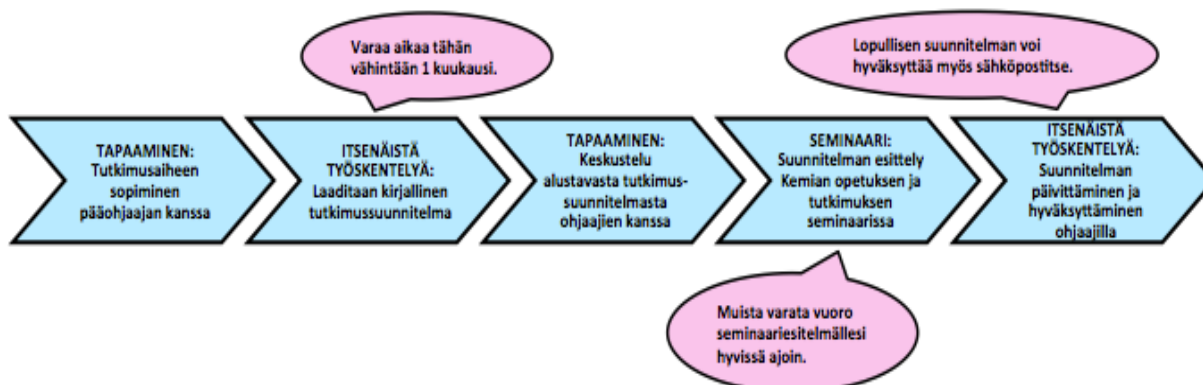 Varaa aikaa tähän
vähintään 1 kuukausi.
Lopullisen suunnitelman voi
hyväksyttää myös sähköpostitse.
TAPAAMINEN:
Tutkimusaiheen
sopiminen
pääohjaajan kanssa
ITSENÄISTÄ
TYÖSKENTELYÄ:
Laaditaan kirjallinen
tutkimussuunnitelma
TAPAAMINEN:
Keskustelu
alustavasta tutkimus-
suunnitelmasta
ohjaajien kanssa
SEMINAARI:
Suunnitelman esittely
Kemian opetuksen ja
tutkimuksen
seminaarissa
ITSENÄISTÄ
TYÖSKENTELYÄ:
Suunnitelman
päivittäminen ja
hyväksyttäminen
ohjaajilla
Muista varata vuoro
seminaariesitelmällesi
hyvissä ajoin.